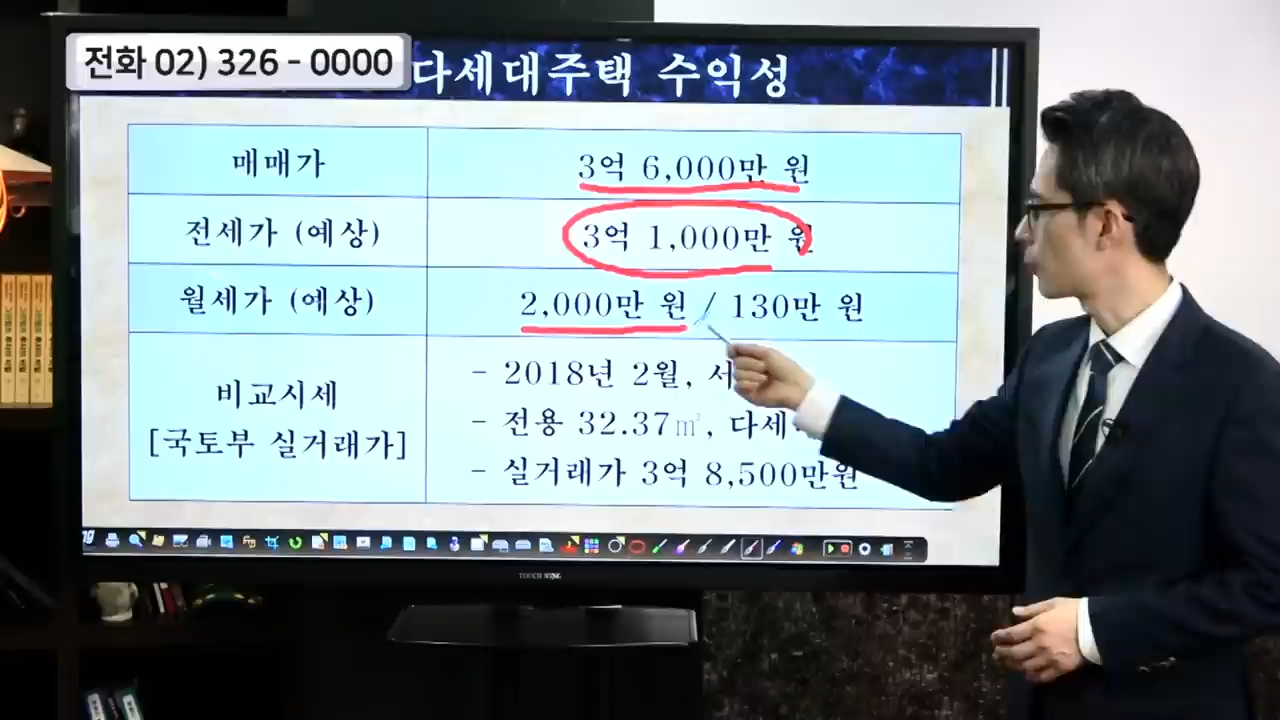 전화 02) 326 - 0000
다세대주택 수익성
매매가
3억 6,000만 원
전세가 (예상)
3억 1,000만 원
월세가 (예상)
2,000만 원 / 130만 원
비교시세
[국토부 실거래가]
- 2018년 2월,
- 전용 32.37㎡,
- 실거래가 3억 8,500만원
TOUCH RING